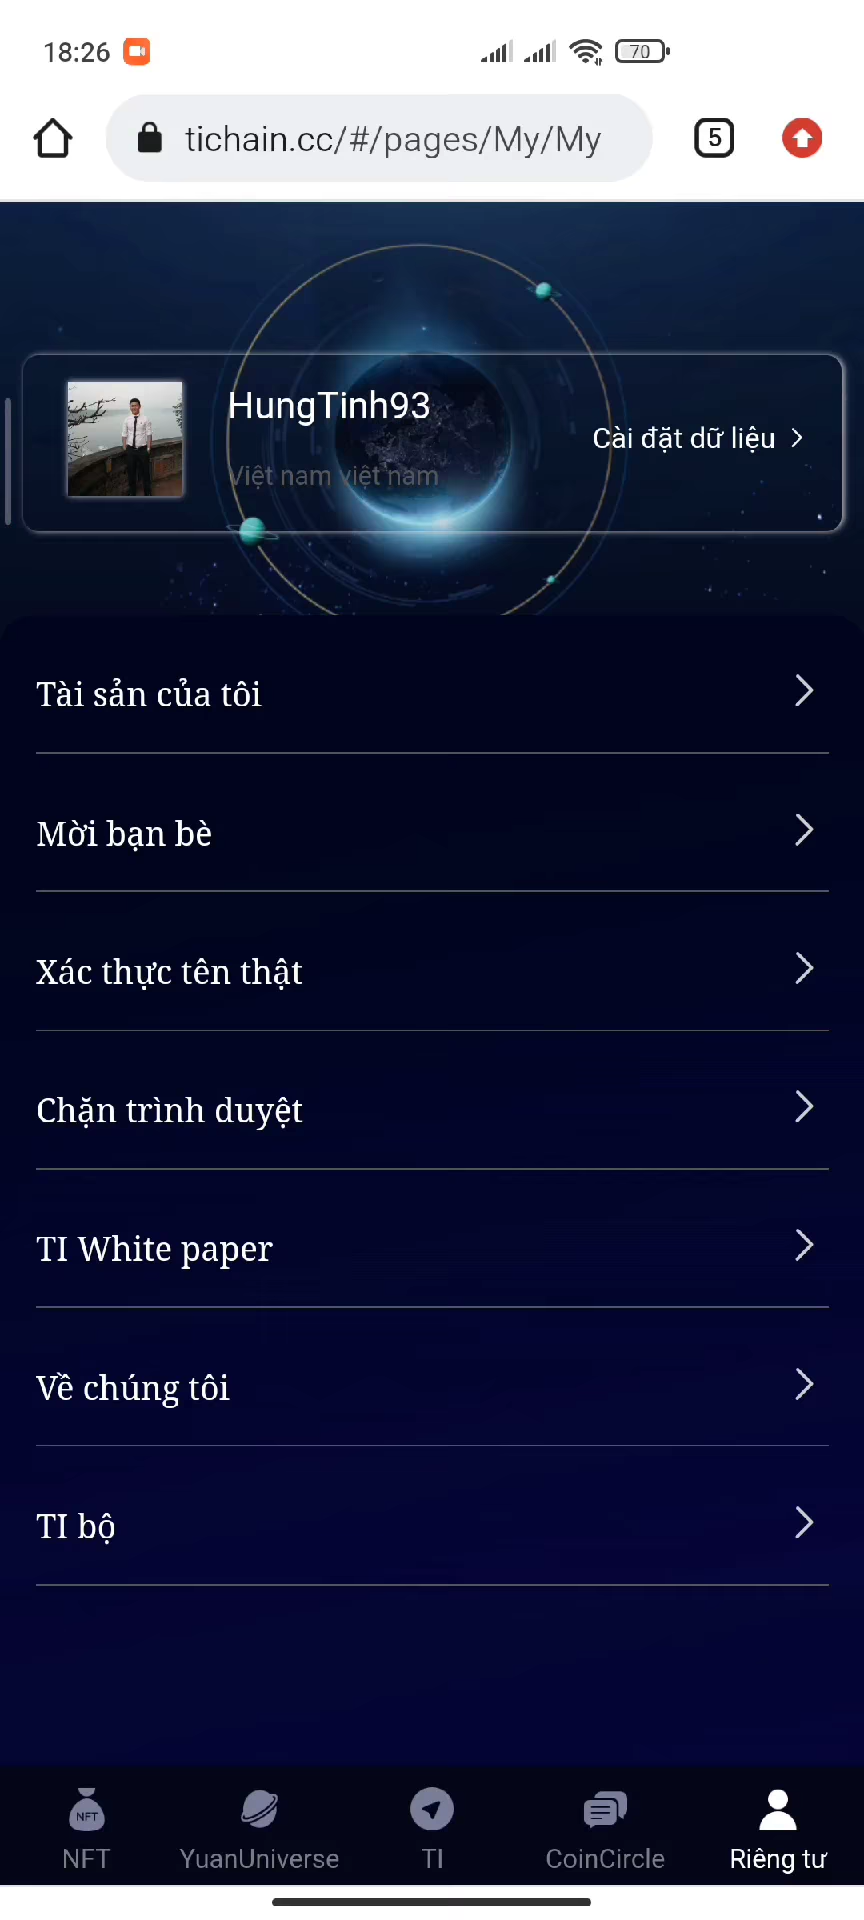 18:26
70
tichain.cc/#/pages/My/My
5
HungTinh93
Việt nam việt nam
Cài đặt dữ liệu
Tài sản của tôi
Mời bạn bè
Xác thực tên thật
Chặn trình duyệt
TI White paper
Về chúng tôi
TI bộ
NFT
NFT
YuanUniverse
TI
CoinCircle
Riêng tư